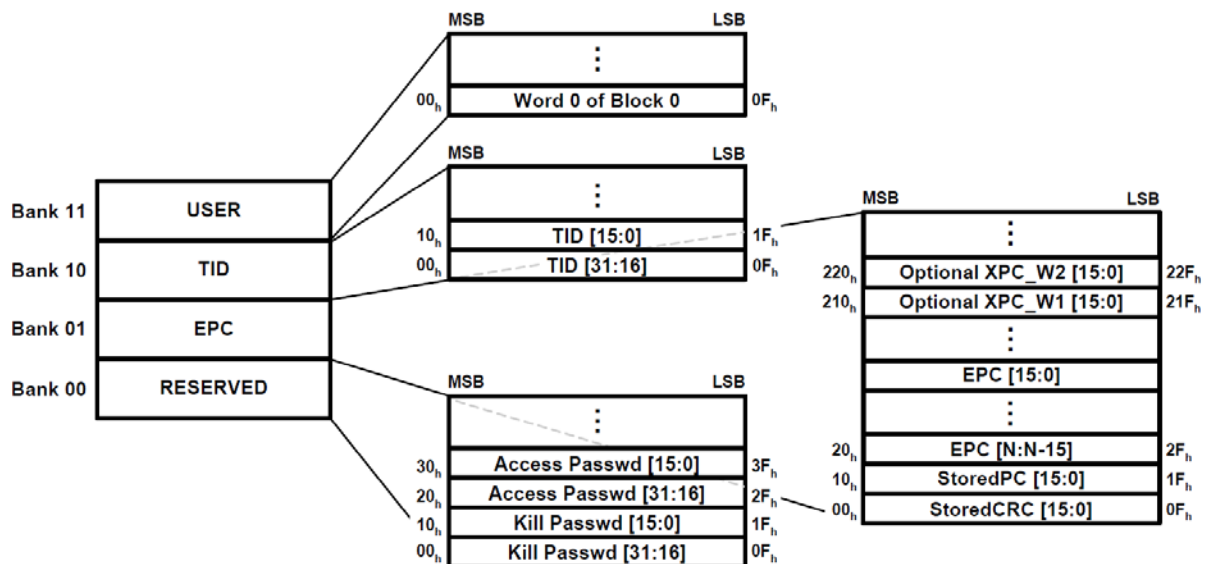 MSB LSB
⋮
00h Word 0 of Block 0 0Fh
MSB LSB
⋮
10h TID [15:0] 1Fh
00h TID [31:16] 0Fh
Bank 11 USER
Bank 10 TID
Bank 01 EPC
Bank 00 RESERVED
MSB LSB
⋮
30h Access Passwd [15:0] 3Fh
20h Access Passwd [31:16] 2Fh
10h Kill Passwd [15:0] 1Fh
00h Kill Passwd [31:16] 0Fh
MSB LSB
⋮
220h Optional XPC_W2 [15:0] 22Fh
210h Optional XPC_W1 [15:0] 21Fh
⋮
EPC [15:0]
⋮
20h EPC [N:N-15] 2Fh
10h StoredPC [15:0] 1Fh
00h StoredCRC [15:0] 0Fh